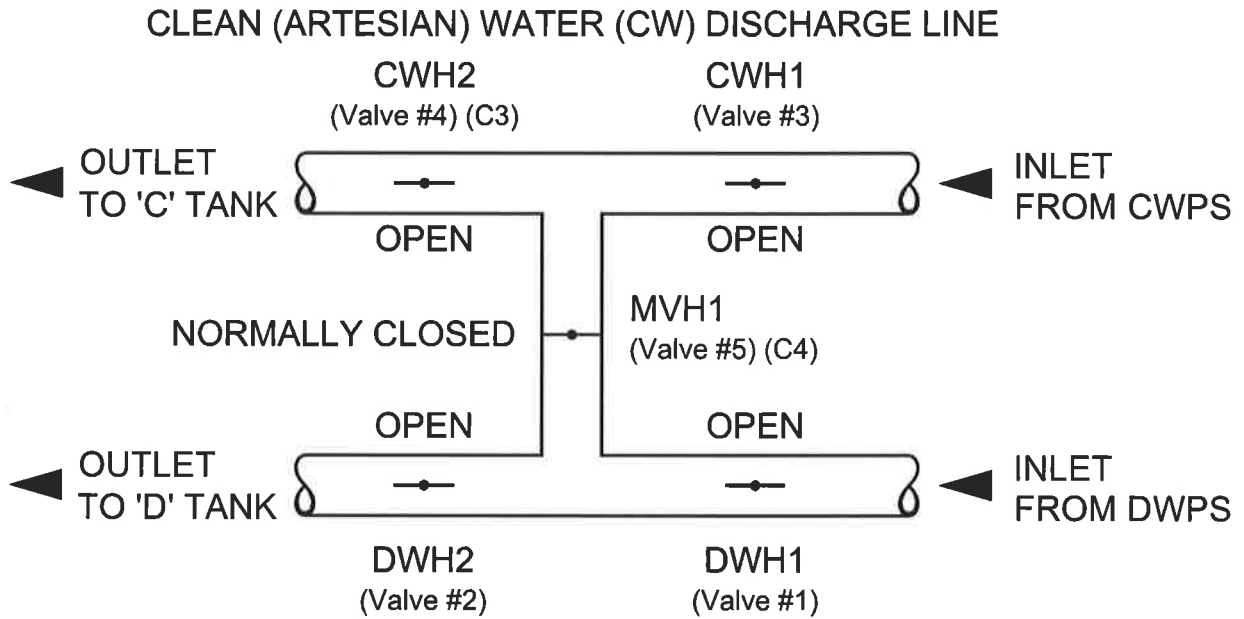 CLEAN (ARTESIAN) WATER (CW) DISCHARGE LINE
CWH2
(Valve #4) (C3)
CWH1
(Valve #3)
OUTLET
TO 'C' TANK
INLET
FROM CWPS
OPEN
OPEN
NORMALLY CLOSED
MVH1
(Valve #5) (C4)
OPEN
OPEN
OUTLET
TO 'D' TANK
INLET
FROM DWPS
DWH2
(Valve #2)
DWH1
(Valve #1)